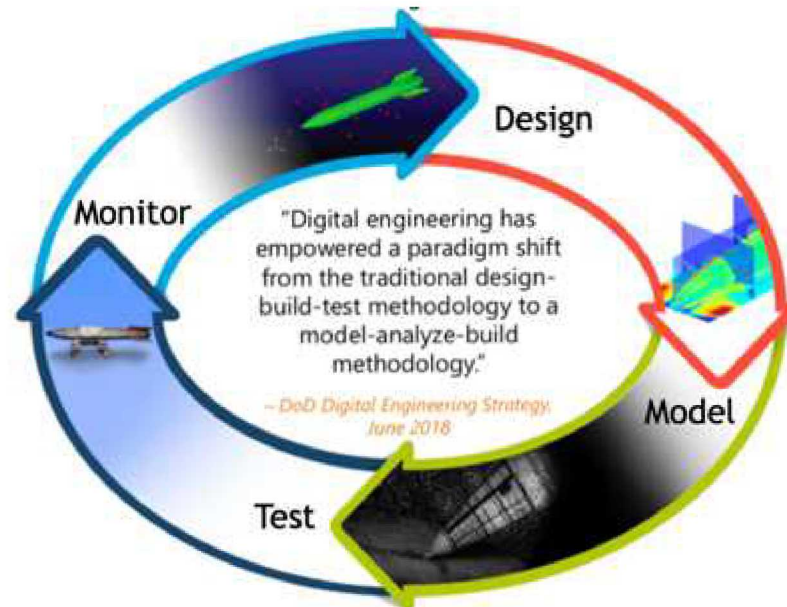 Design
Monitor
"Digital engineering has
empowered a paradigm shift
from the traditional design-
build-test methodology to a
model-analyze-build
methodology."
– DoD Digital Engineering Strategy,
June 2018
Model
Test